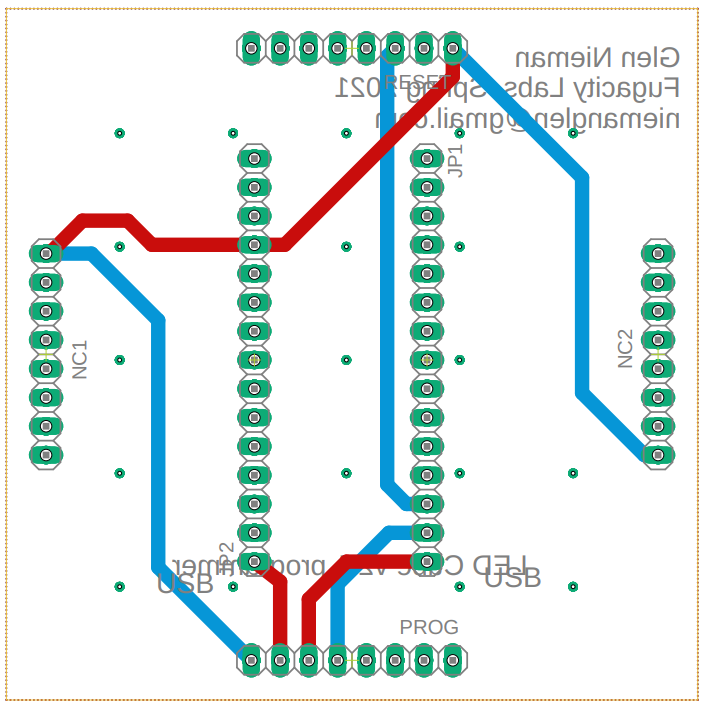 Glen Nieman
RESET
Fugacity Labs Spring 2021
niemanglen@gmail.com
JP1
NC1
NC2
JP2
LED Cube v2 programmer
USB
USB
PROG